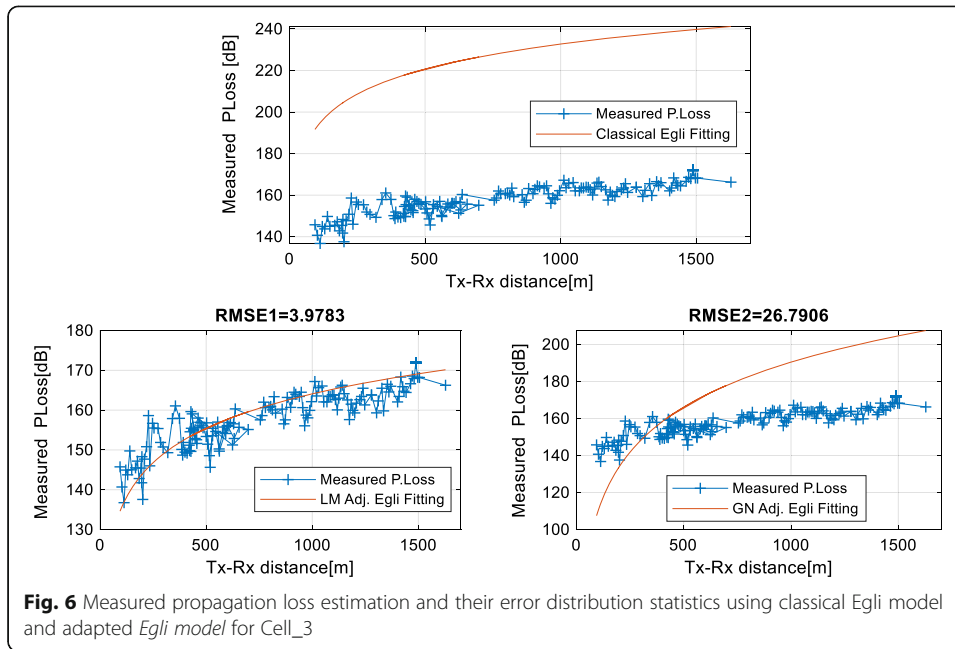 240
220
200
180
160
140
Measured PLoss [dB]
Measured P.Loss
Classical Egli Fitting
0
500
1000
1500
Tx-Rx distance[m]
RMSE1=3.9783
180
170
160
150
140
130
Measured PLoss[dB]
Measured P.Loss
LM Adj. Egli Fitting
0
500
1000
1500
Tx-Rx distance[m]
RMSE2=26.7906
200
180
160
140
120
100
Measured PLoss[dB]
Measured P.Loss
GN Adj. Egli Fitting
0
500
1000
1500
Tx-Rx distance[m]
Fig. 6 Measured propagation loss estimation and their error distribution statistics using classical Egli model
and adapted Egli model for Cell_3